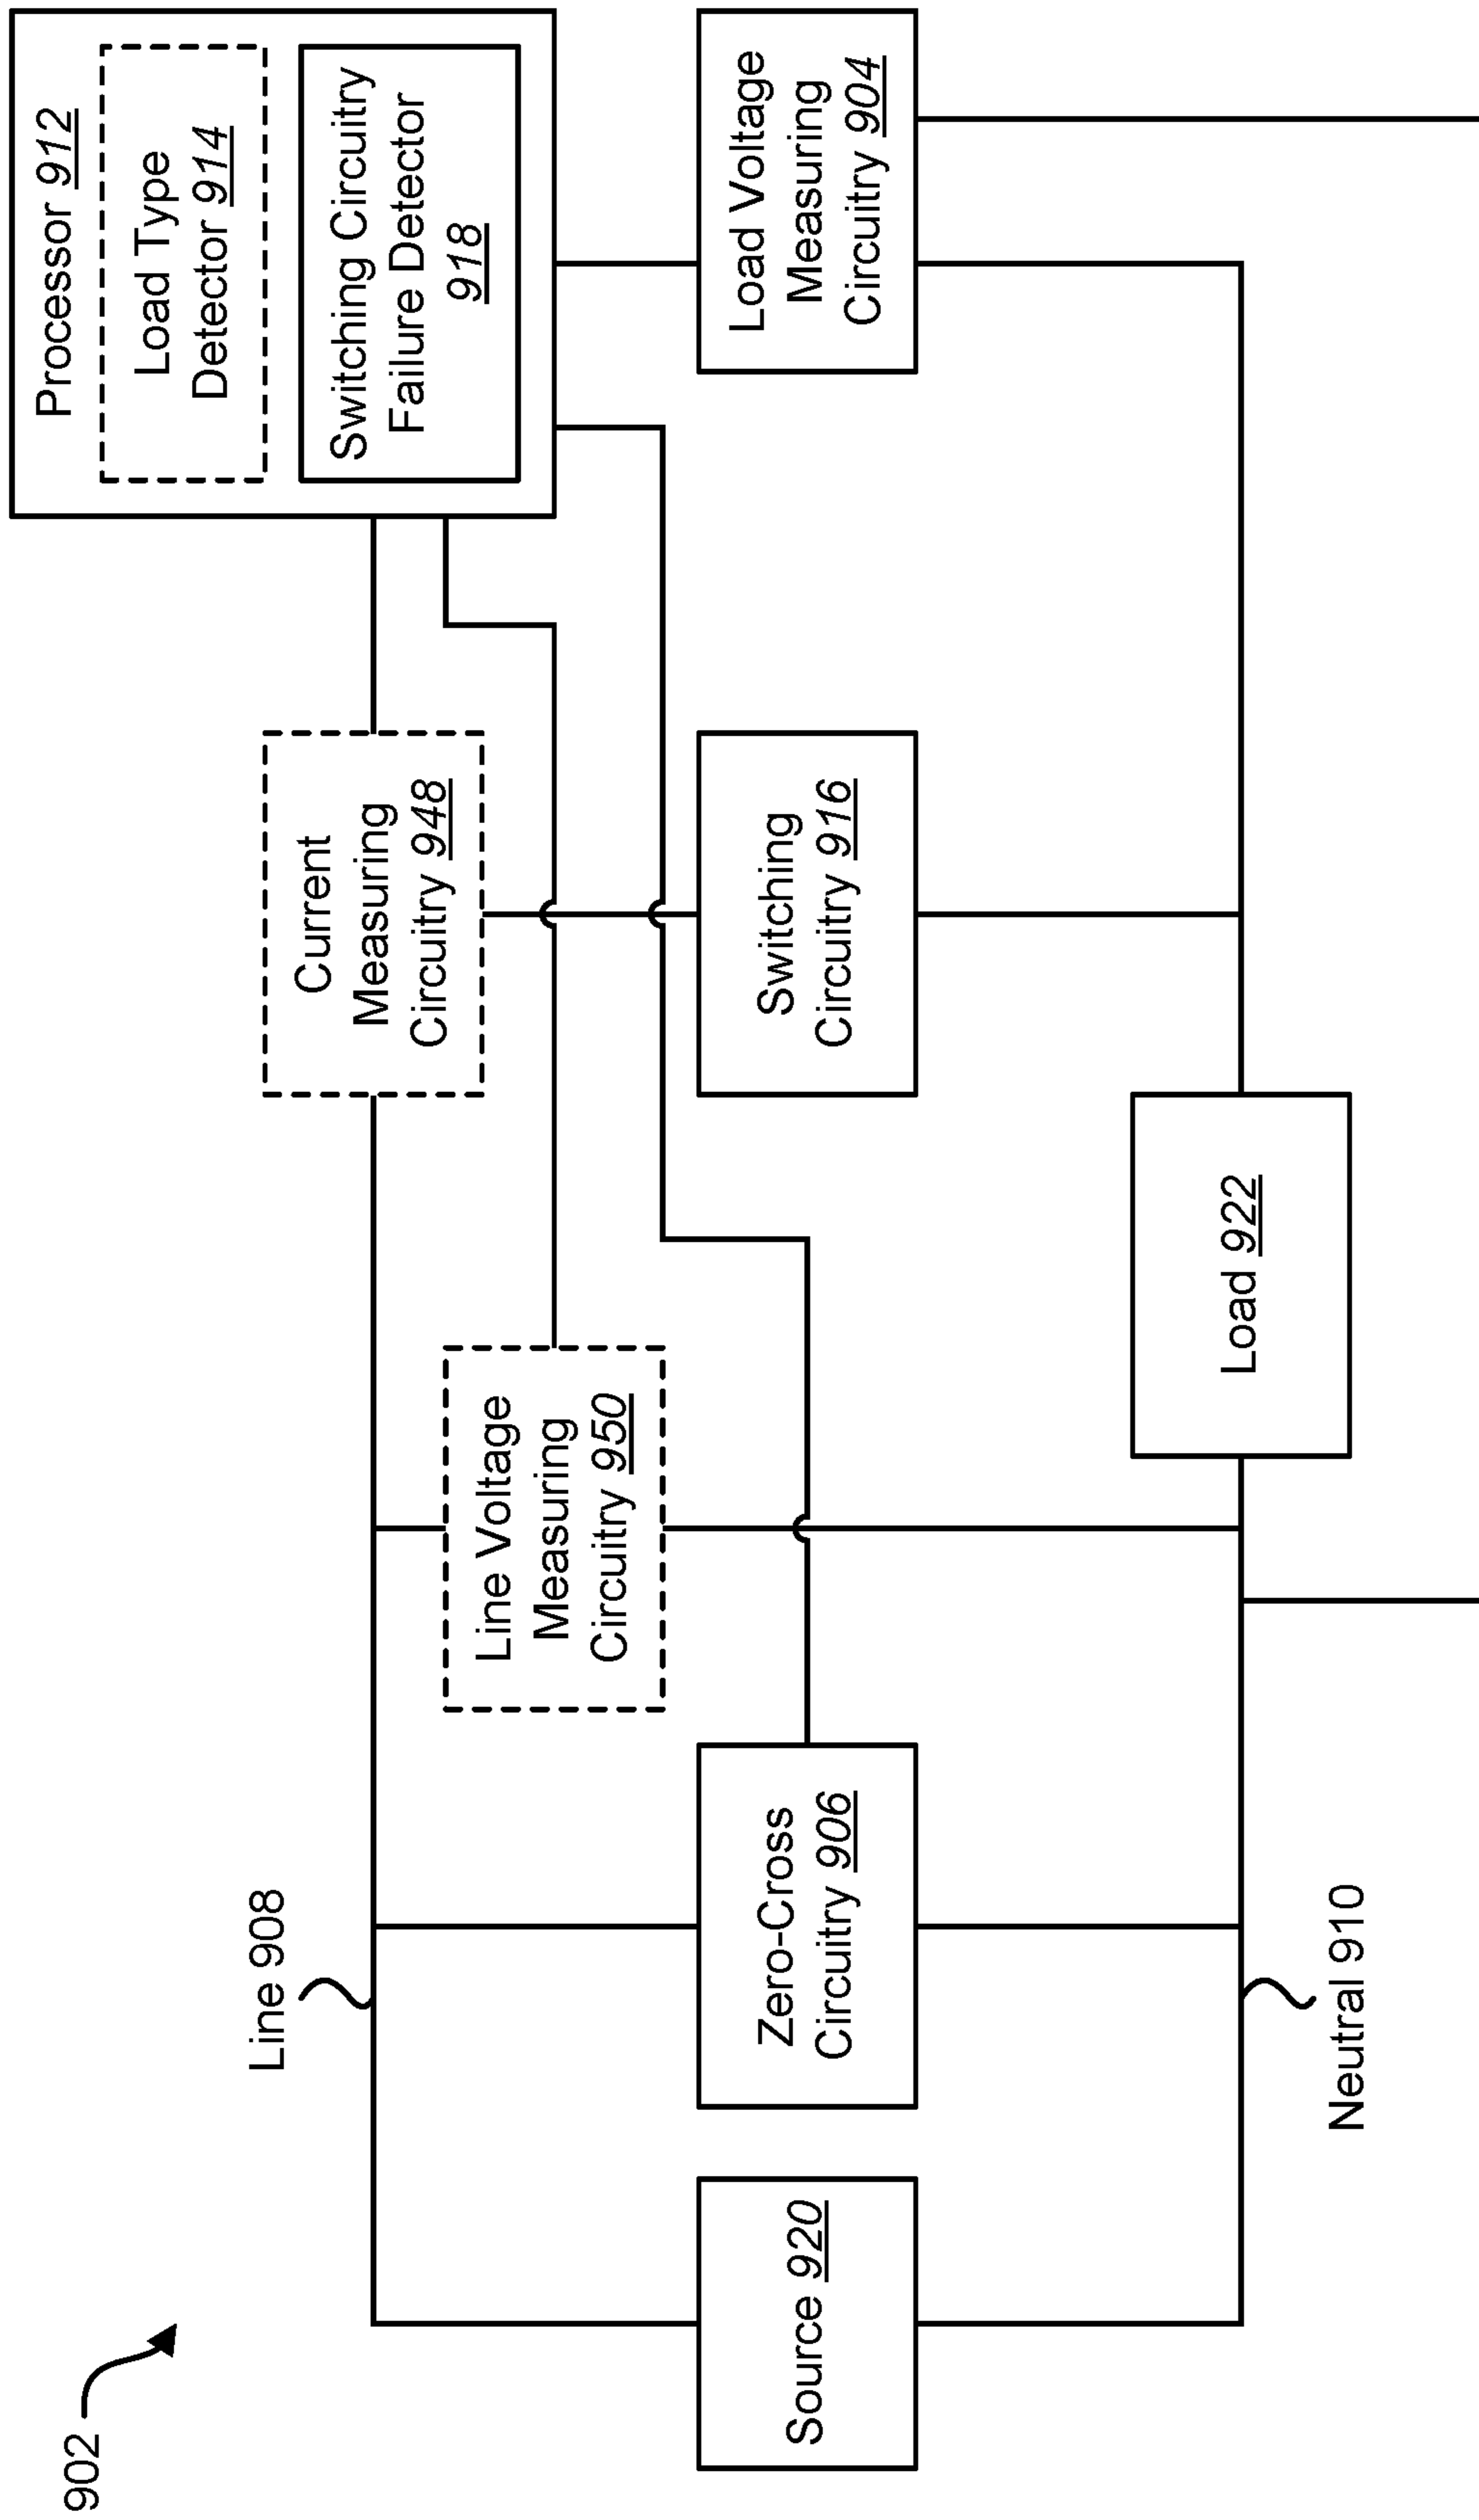 902
Line 908
Processor 912
Load Type
Detector 914
Switching Circuitry
Failure Detector
918
Current
Measuring
Circuitry 948
Line Voltage
Measuring
Circuitry 950
Source 920
Zero-Cross
Circuitry 906
Switching
Circuitry 916
Load Voltage
Measuring
Circuitry 904
Load 922
Neutral 910